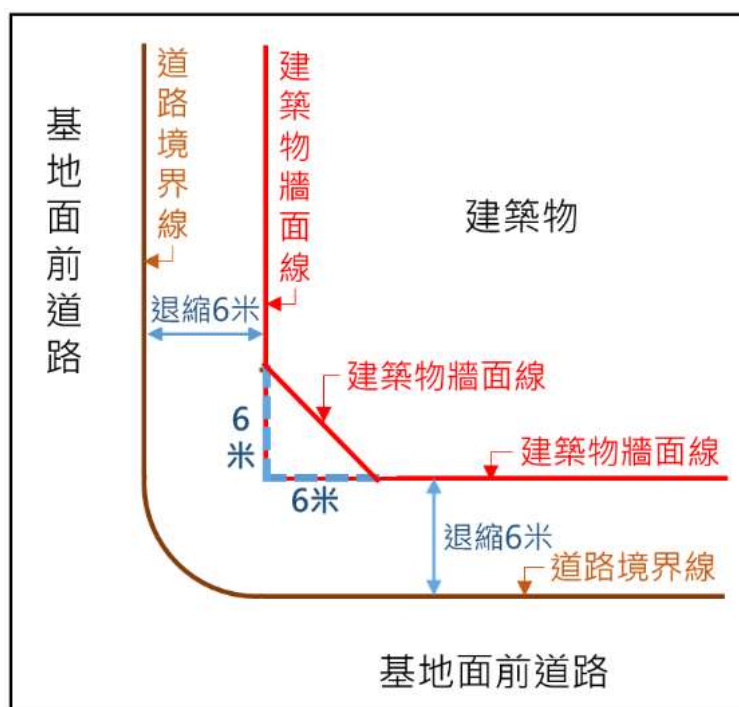 基地面前道路
道路境界線
建築物牆面線
建築物
退縮6米
建築物牆面線
6米
6米
建築物牆面線
退縮6米
道路境界線
基地面前道路